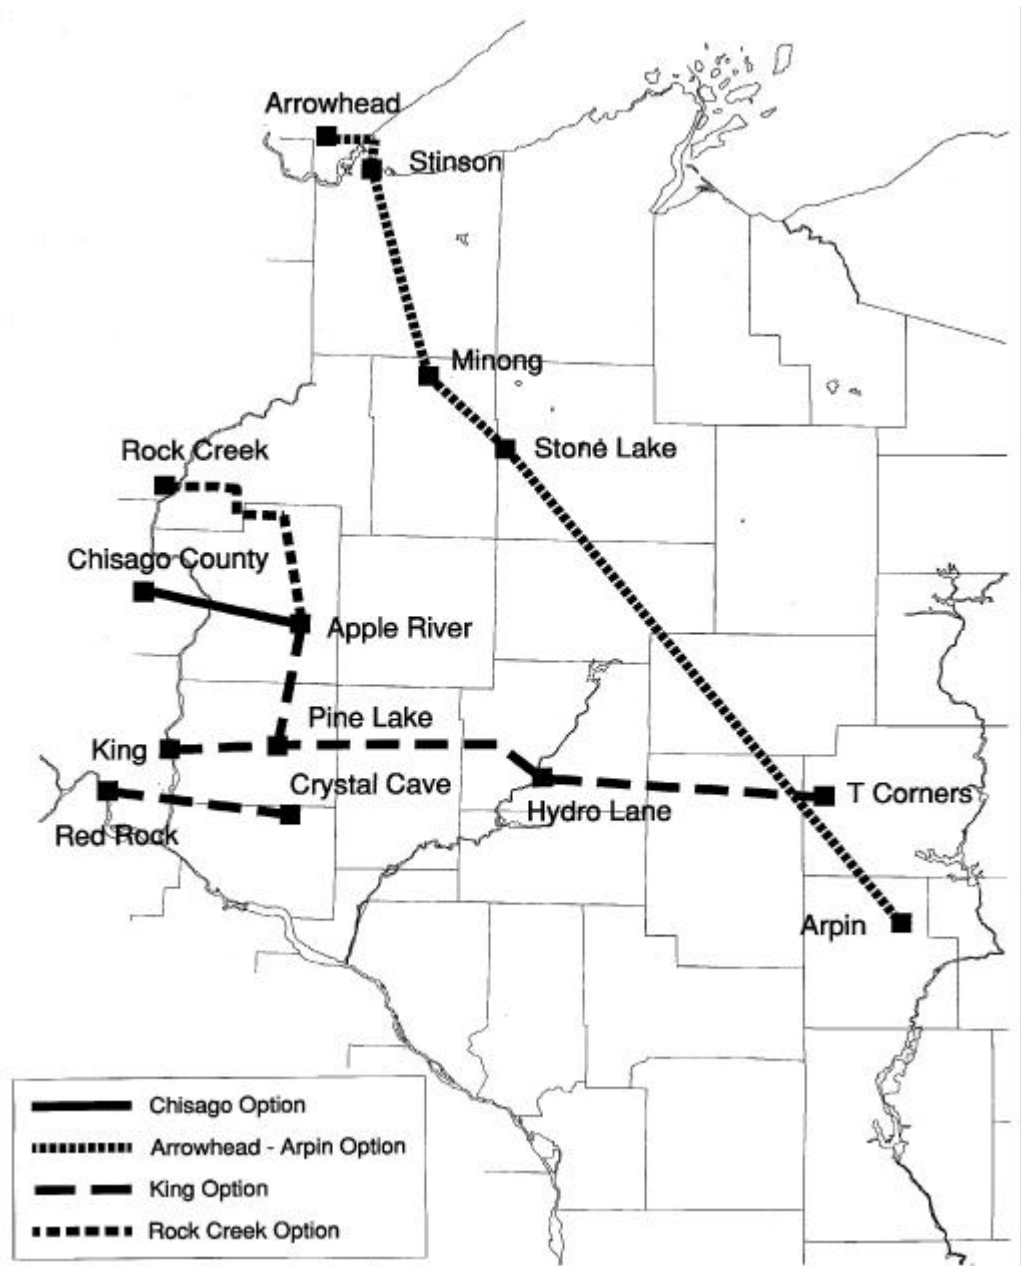 Arrowhead
Stinson
Minong
Stone Lake
Rock Creek
Chisago County
Apple River
Pine Lake
King
Crystal Cave
T Corners
Hydro Lane
Red Rock
Arpin
Chisago Option
Arrowhead - Arpin Option
King Option
Rock Creek Option